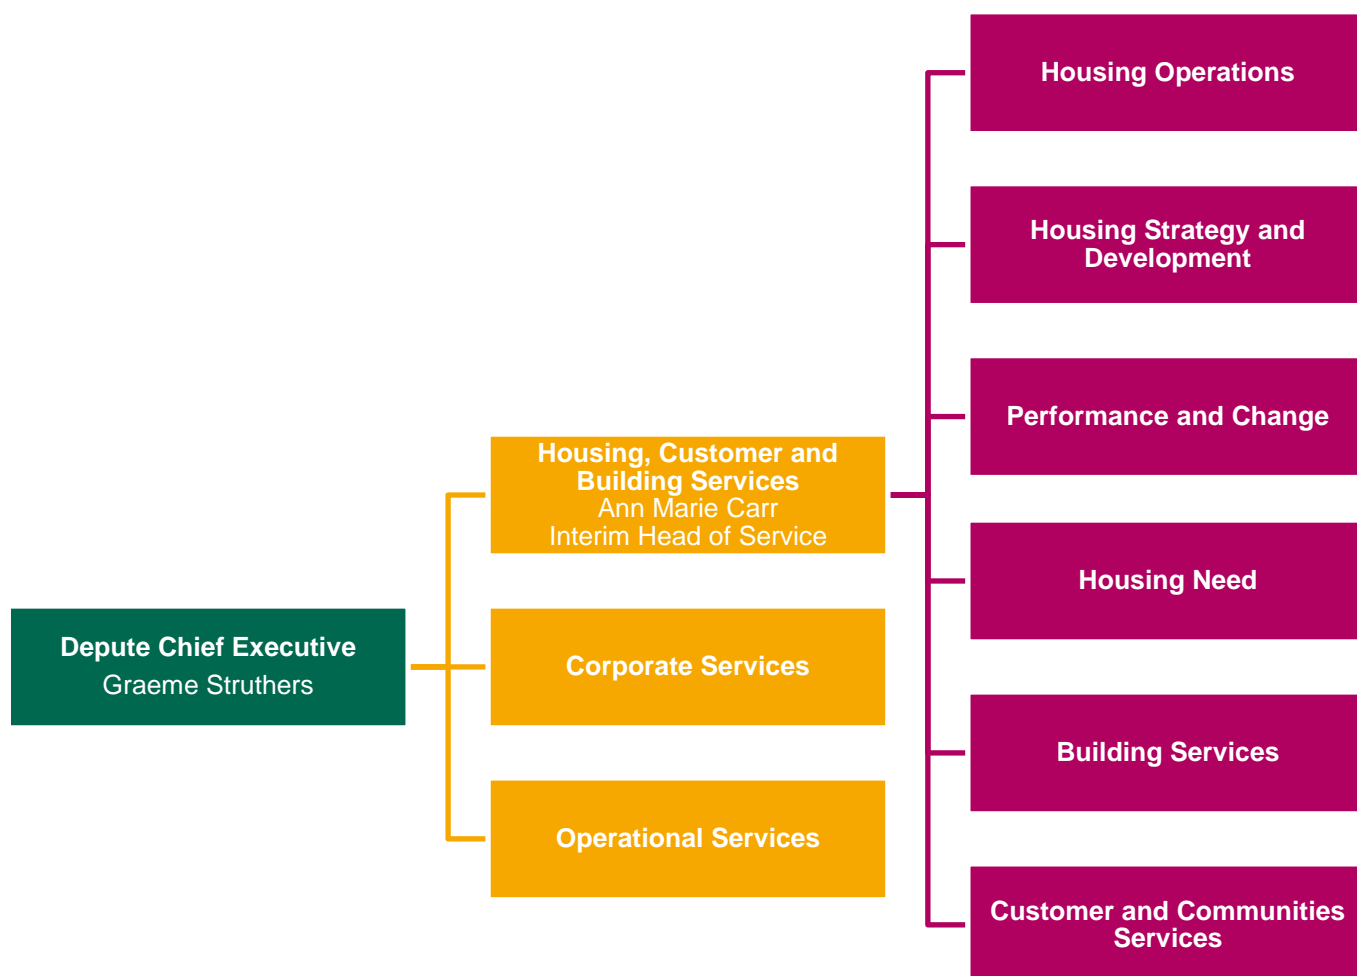 Depute Chief Executive
Graeme Struthers
Housing, Customer and
Building Services
Ann Marie Carr
Interim Head of Service
Corporate Services
Operational Services
Housing Operations
Housing Strategy and
Development
Performance and Change
Housing Need
Building Services
Customer and Communities
Services